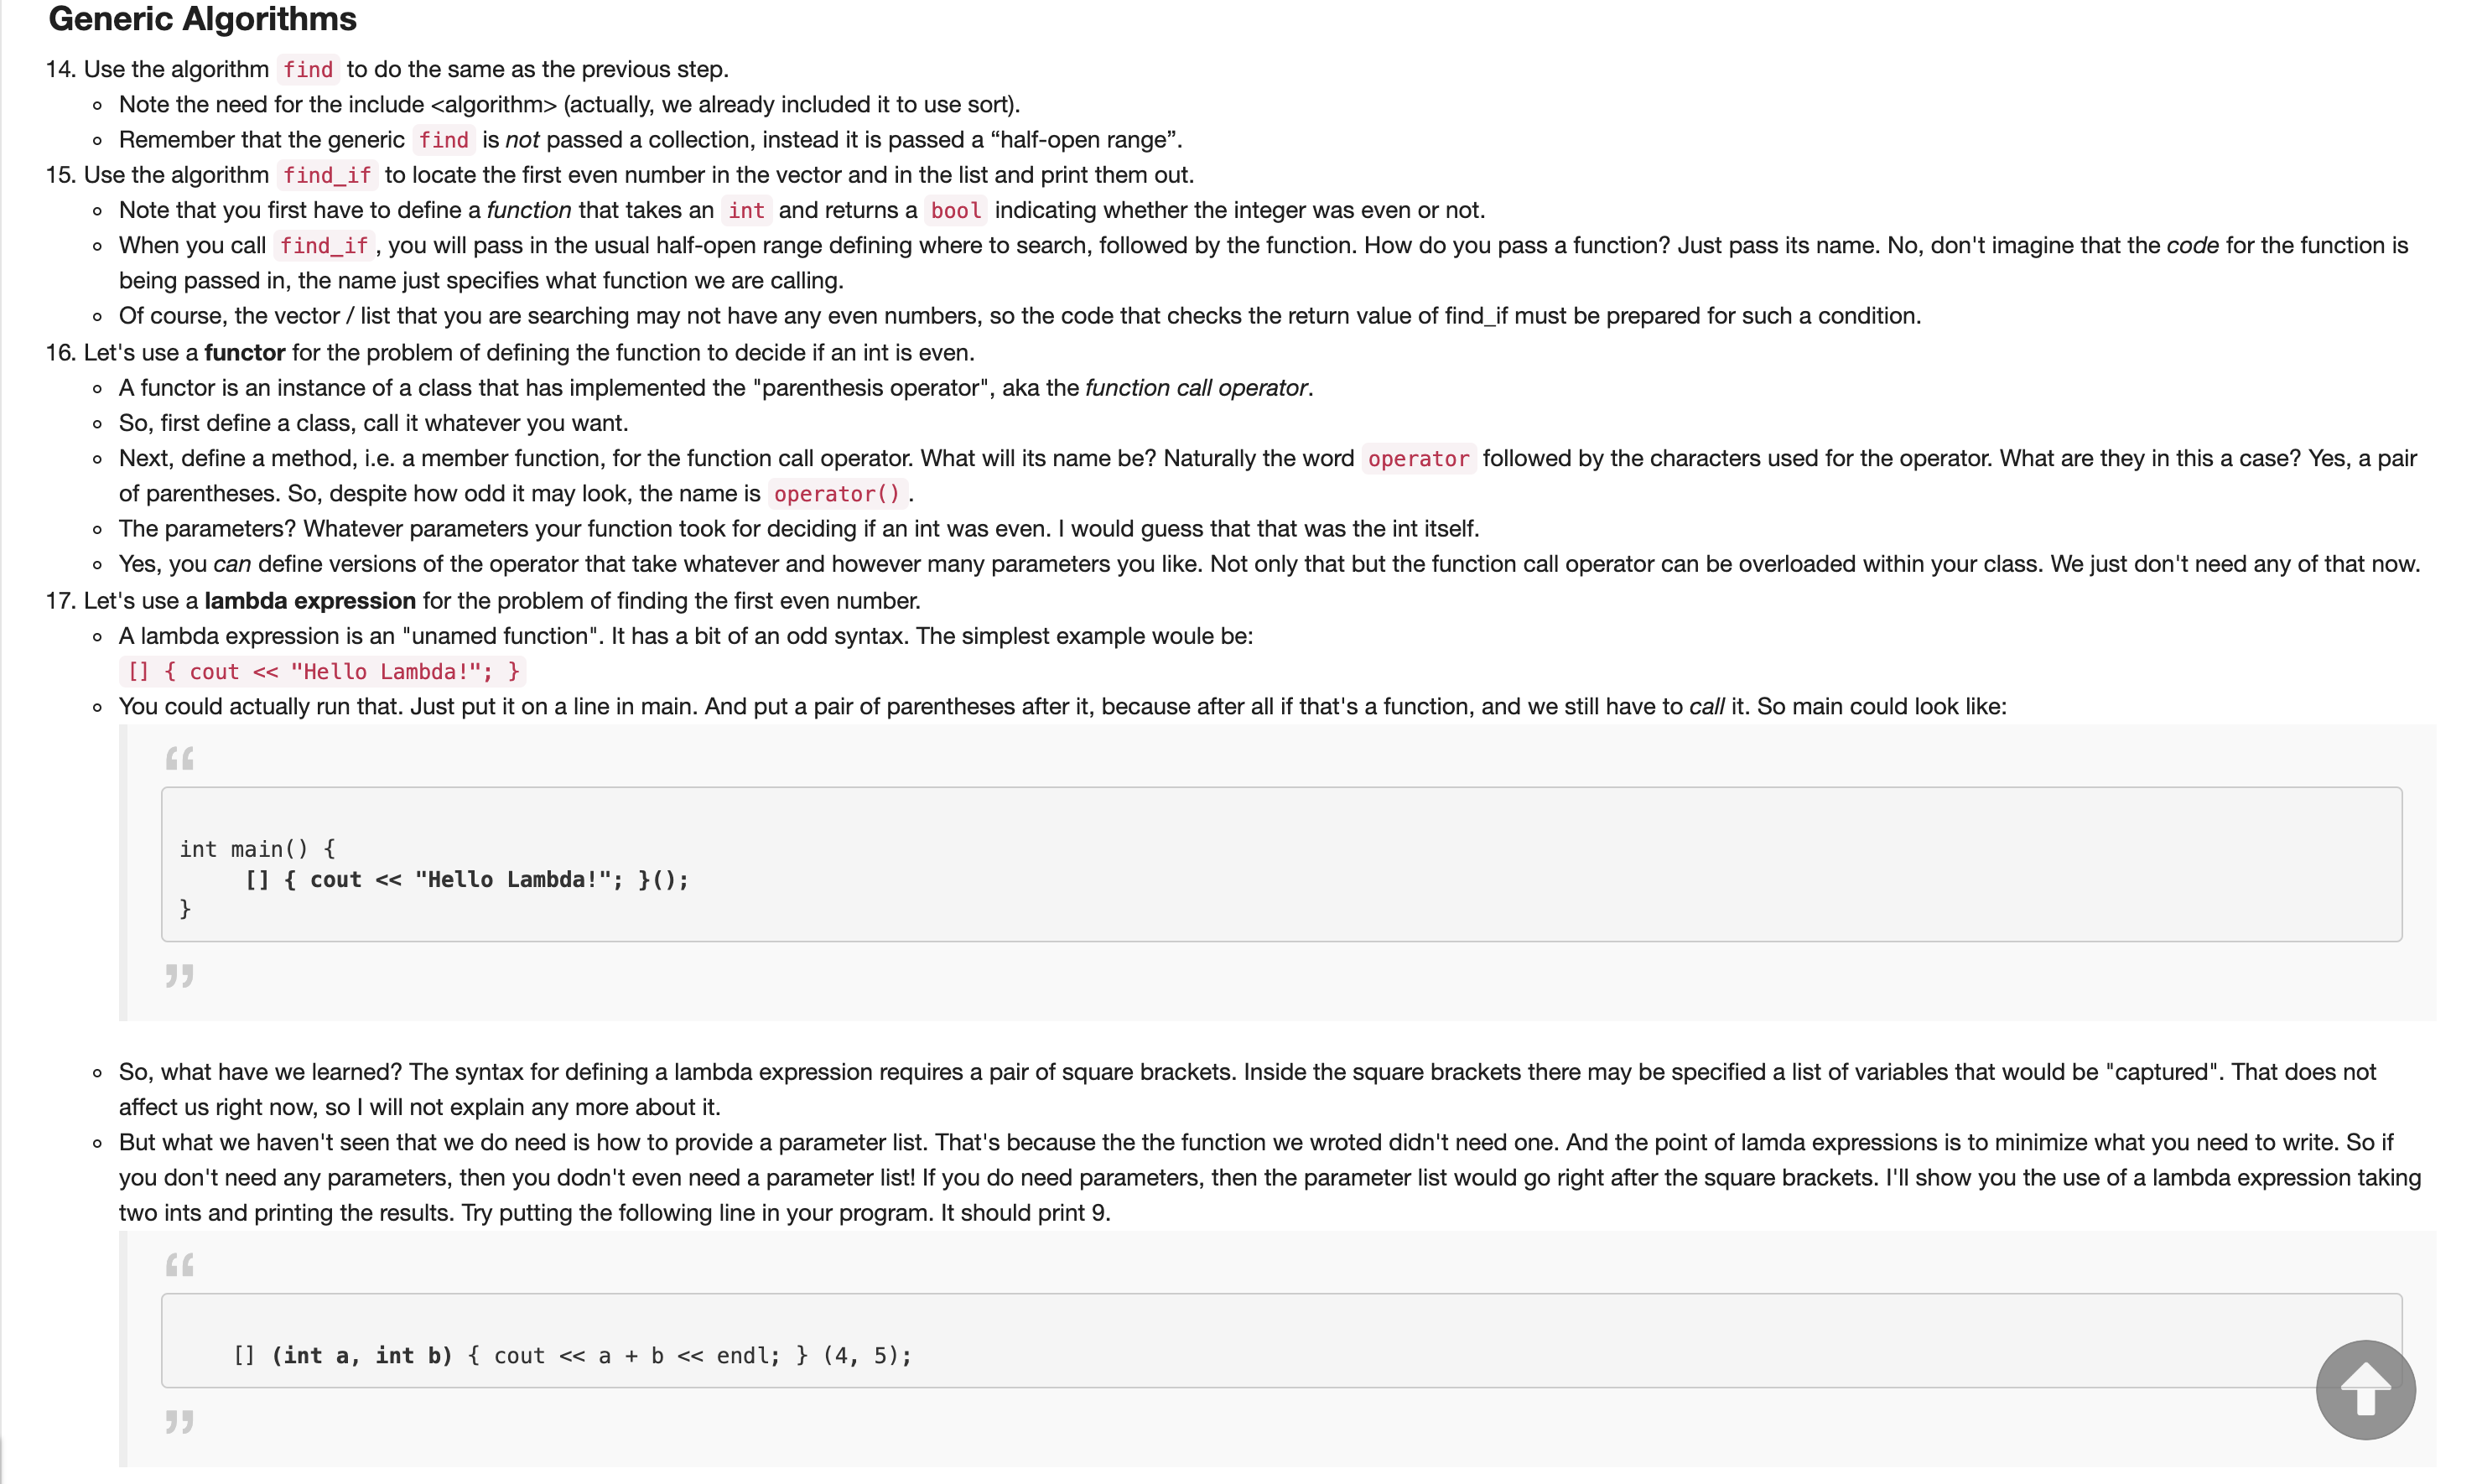 Generic Algorithms
14. Use the algorithm find to do the same as the previous step.
Note the need for the include <algorithm> (actually, we already included it to use sort).
Remember that the generic find is not passed a collection, instead it is passed a “half-open range”.
15. Use the algorithm find_if to locate the first even number in the vector and in the list and print them out.
Note that you first have to define a function that takes an int and returns a bool indicating whether the integer was even or not.
When you call find_if, you will pass in the usual half-open range defining where to search, followed by the function. How do you pass a function? Just pass its name. No, don't imagine that the code for the function is
being passed in, the name just specifies what function we are calling.
Of course, the vector / list that you are searching may not have any even numbers, so the code that checks the return value of find_if must be prepared for such a condition.
16. Let's use a functor for the problem of defining the function to decide if an int is even.
A functor is an instance of a class that has implemented the "parenthesis operator", aka the function call operator.
So, first define a class, call it whatever you want.
Next, define a method, i.e. a member function, for the function call operator. What will its name be? Naturally the word operator followed by the characters used for the operator. What are they in this a case? Yes, a pair
of parentheses. So, despite how odd it may look, the name is operator().
The parameters? Whatever parameters your function took for deciding if an int was even. I would guess that that was the int itself.
Yes, you can define versions of the operator that take whatever and however many parameters you like. Not only that but the function call operator can be overloaded within your class. We just don't need any of that now.
17. Let's use a lambda expression for the problem of finding the first even number.
A lambda expression is an "unamed function". It has a bit of an odd syntax. The simplest example woule be:
[] { cout << "Hello Lambda!"; }
You could actually run that. Just put it on a line in main. And put a pair of parentheses after it, because after all if that's a function, and we still have to call it. So main could look like:
“
int main() {
[] { cout << "Hello Lambda!"; }();
}
”
So, what have we learned? The syntax for defining a lambda expression requires a pair of square brackets. Inside the square brackets there may be specified a list of variables that would be "captured". That does not
affect us right now, so I will not explain any more about it.
But what we haven't seen that we do need is how to provide a parameter list. That's because the the function we wroted didn't need one. And the point of lamda expressions is to minimize what you need to write. So if
you don't need any parameters, then you dodn't even need a parameter list! If you do need parameters, then the parameter list would go right after the square brackets. I'll show you the use of a lambda expression taking
two ints and printing the results. Try putting the following line in your program. It should print 9.
“
[] (int a, int b) { cout << a + b << endl; } (4, 5);
”